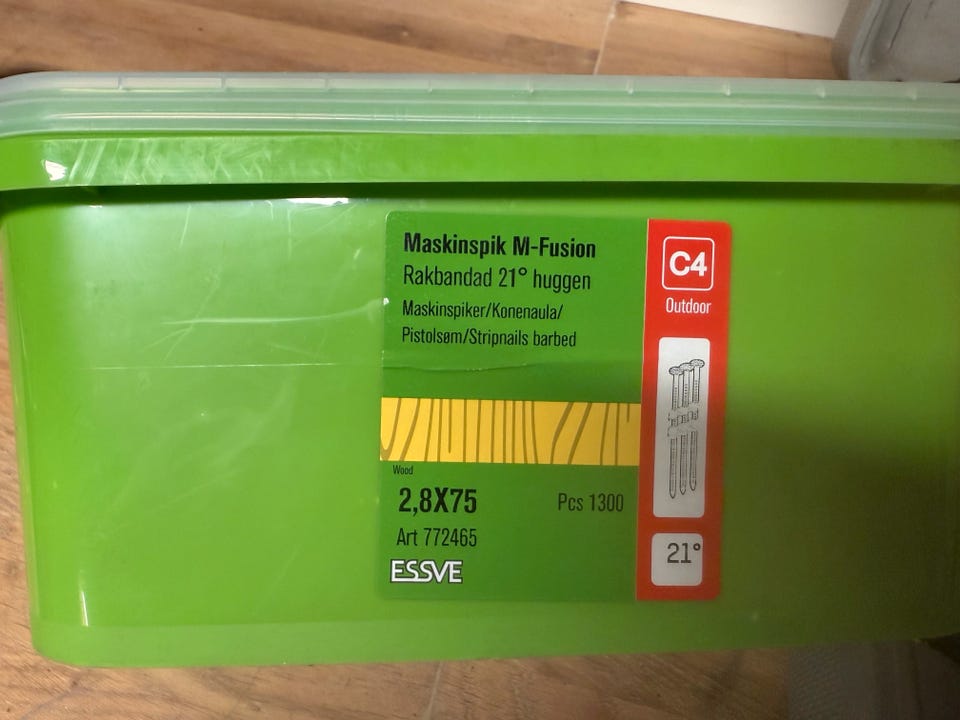 Maskinspik M-Fusion
Rakbandad 21° huggen
Maskinspiker/Konenaula/
Pistolsøm/Stripnails barbed
C4
Outdoor
Wood
2,8X75 Pcs 1300
Art 772465
ESSVE
21°